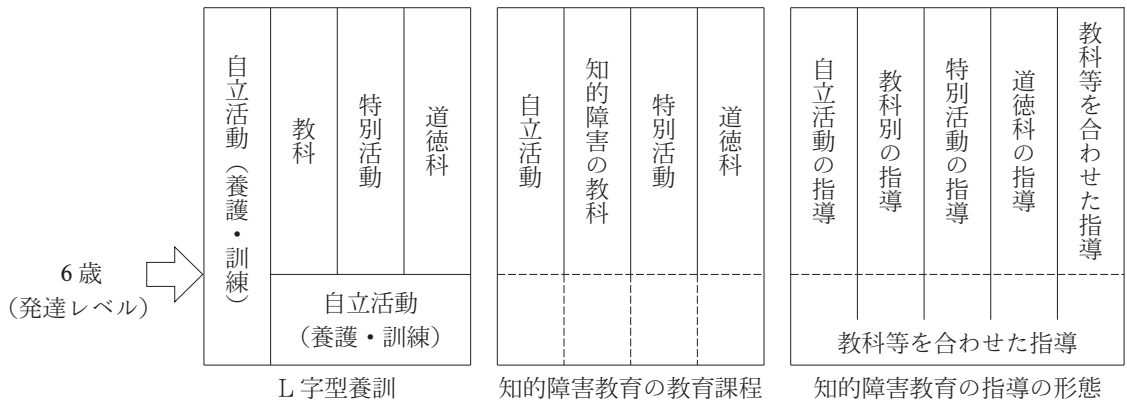 6歳
（発達レベル）
自立活動（養護・訓練）
教科
特別活動
道徳科
自立活動
（養護・訓練）
L字型養訓
自立活動
知的障害の教科
特別活動
道徳科
知的障害教育の教育課程
自立活動の指導
教科別の指導
特別活動の指導
道徳科の指導
教科等を合わせた指導
教科等を合わせた指導
知的障害教育の指導の形態